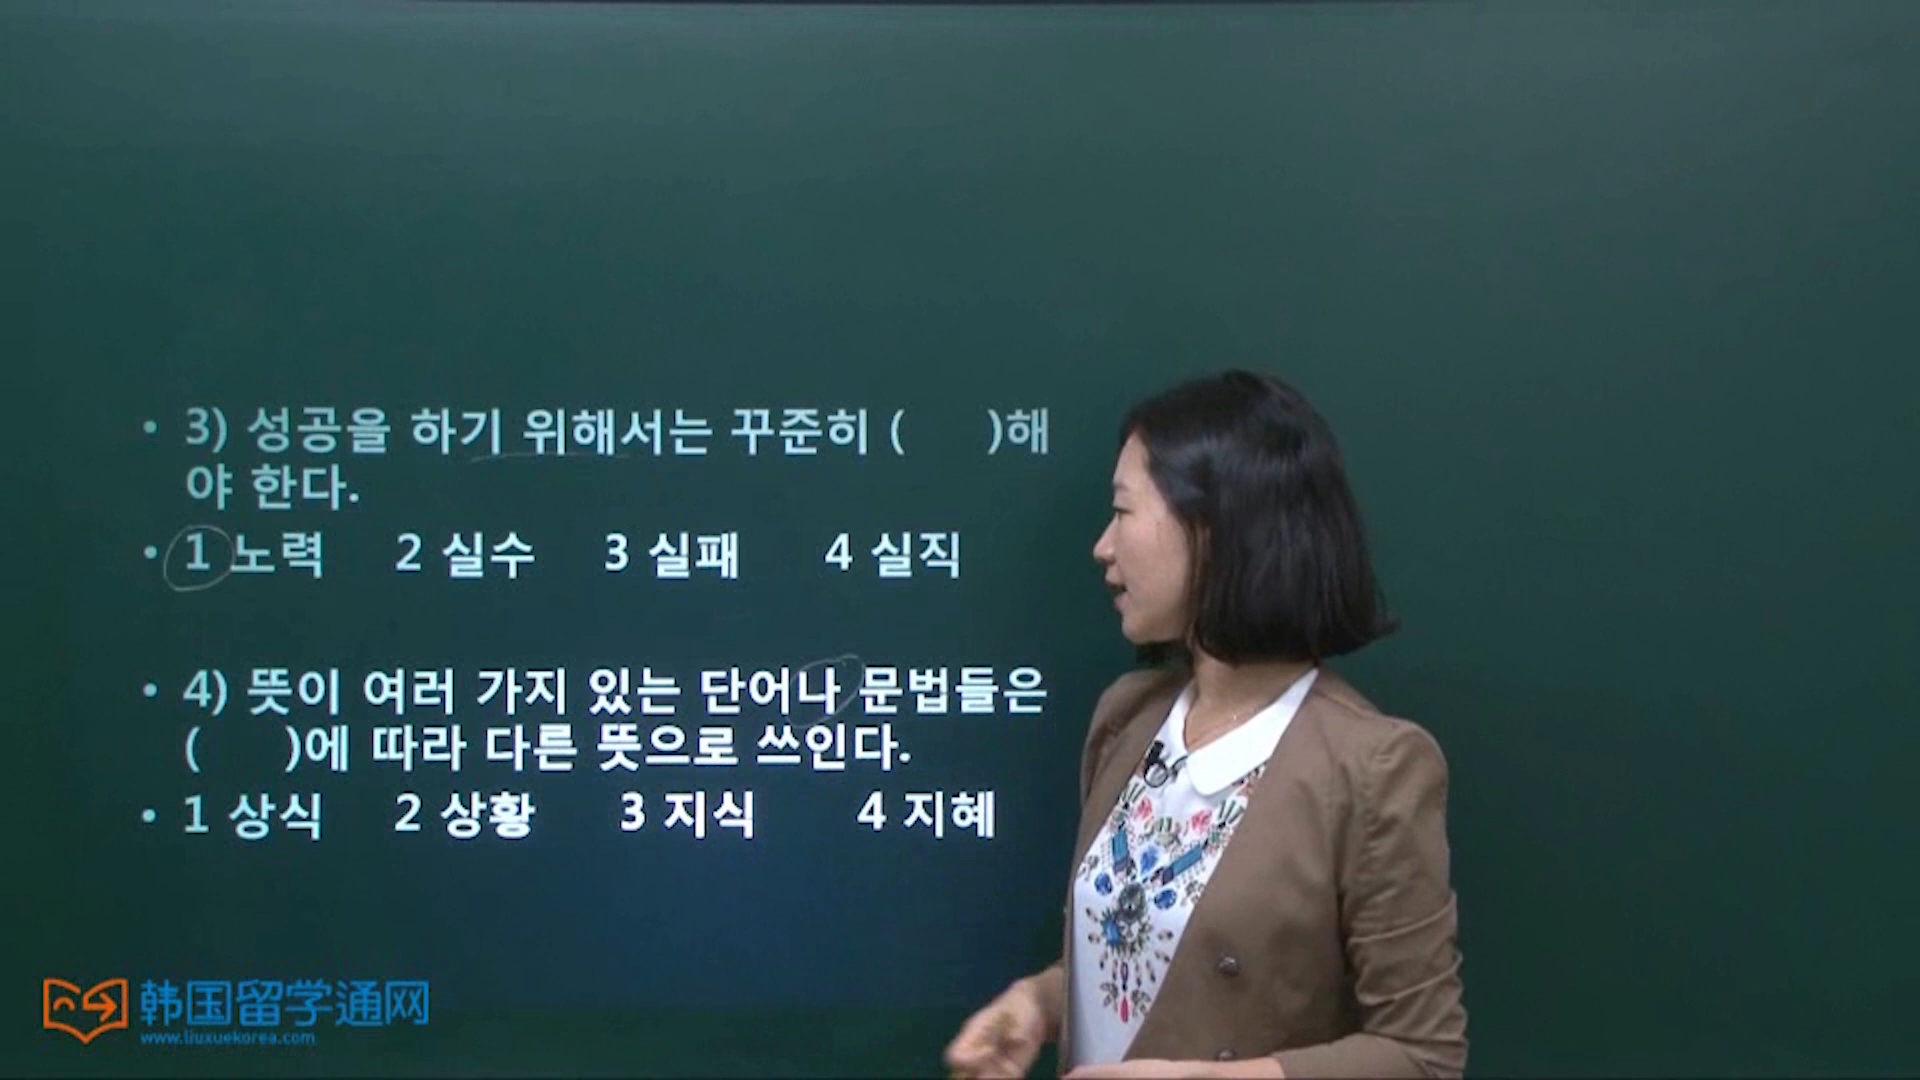 • 3) 성공을 하기 위해서는 꾸준히 (      )해
야 한다.
• 1 노력    2 실수    3 실패    4 실직
• 4) 뜻이 여러 가지 있는 단어나 문법들은
(      )에 따라 다른 뜻으로 쓰인다.
• 1 상식    2 상황    3 지식    4 지혜
韩国留学通网
www.liuxuekorea.com